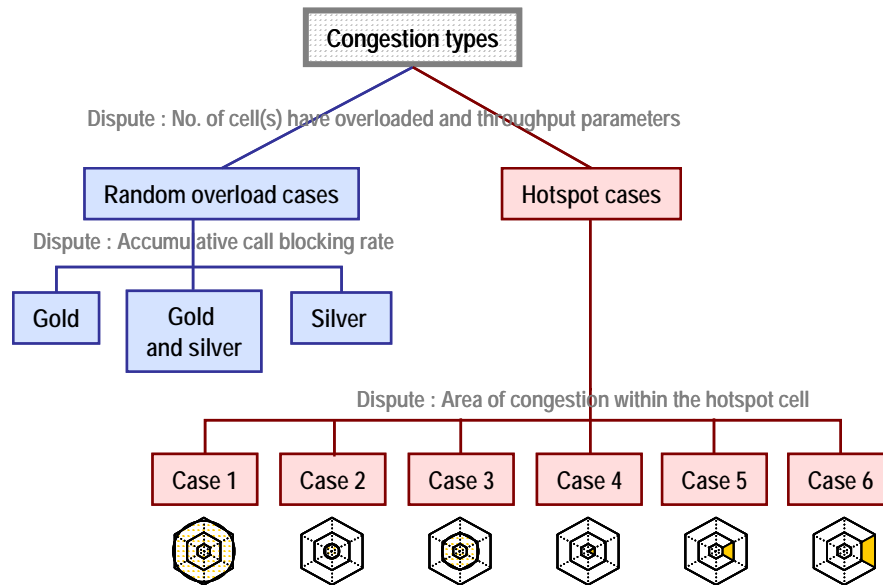 Congestion types
Dispute : No. of cell(s) have overloaded and throughput parameters
Random overload cases
Hotspot cases
Dispute : Accumulative call blocking rate
Gold
Gold
and silver
Silver
Dispute : Area of congestion within the hotspot cell
Case 1
Case 2
Case 3
Case 4
Case 5
Case 6